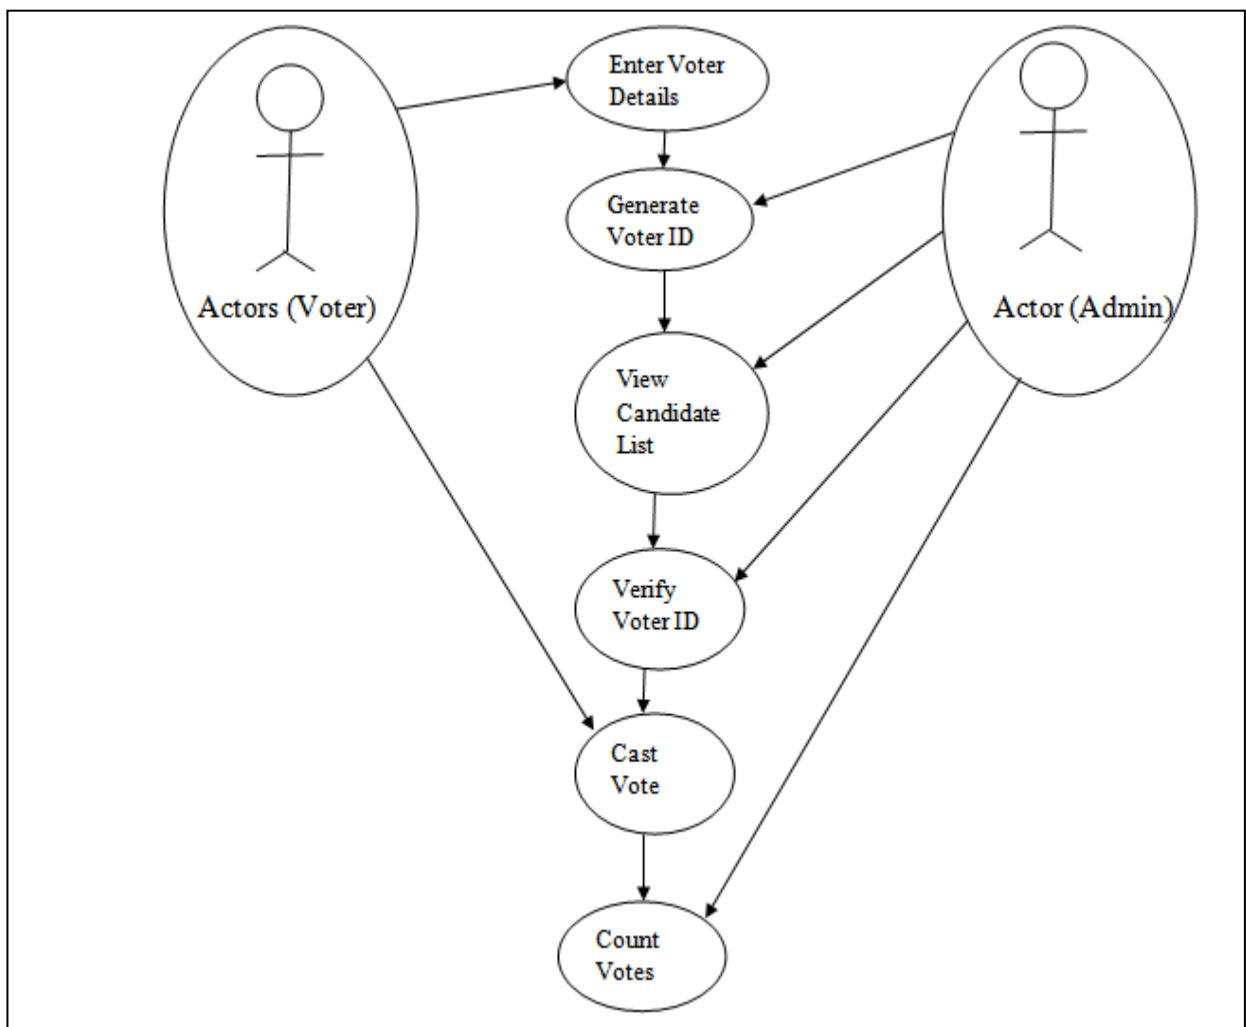 Enter Voter
Details
Generate
Voter ID
Actors (Voter)
Actor (Admin)
View
Candidate
List
Verify
Voter ID
Cast
Vote
Count
Votes